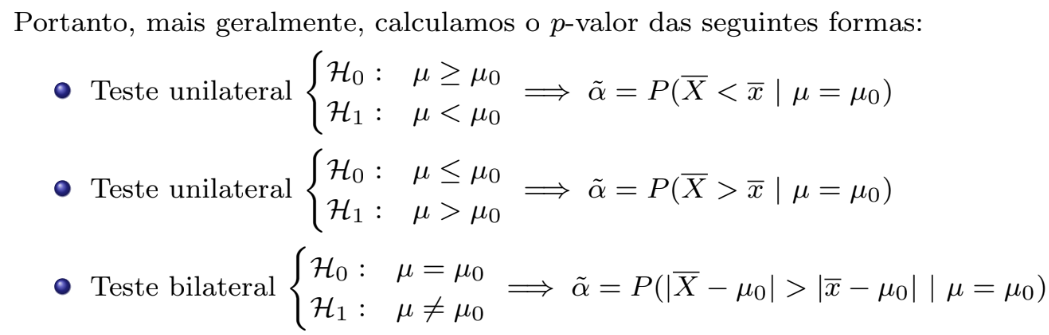 Portanto, mais geralmente, calculamos o p-valor das seguintes formas:
Teste unilateral { ℋ₀ : μ ≥ μ₀
ℋ₁ : μ < μ₀ ⟹ α̃ = P(X̅ < x̅ | μ = μ₀)
Teste unilateral { ℋ₀ : μ ≤ μ₀
ℋ₁ : μ > μ₀ ⟹ α̃ = P(X̅ > x̅ | μ = μ₀)
Teste bilateral { ℋ₀ : μ = μ₀
ℋ₁ : μ ≠ μ₀ ⟹ α̃ = P(|X̅ − μ₀| > |x̅ − μ₀| | μ = μ₀)